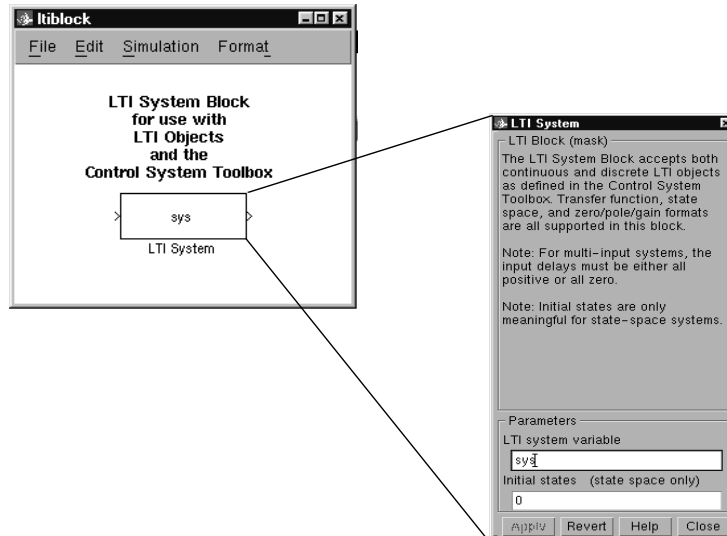 ltiblock
File Edit Simulation Format
LTI System Block
for use with
LTI Objects
and the
Control System Toolbox
sys
LTI System
LTI System
LTI Block (mask)
The LTI System Block accepts both
continuous and discrete LTI objects
as defined in the Control System
Toolbox. Transfer function, state
space, and zero/pole/gain formats
are all supported in this block.
Note: For multi-input systems, the
input delays must be either all
positive or all zero.
Note: Initial states are only
meaningful for state-space systems.
Parameters
LTI system variable
sys
Initial states (state space only)
0
Apply Revert Help Close